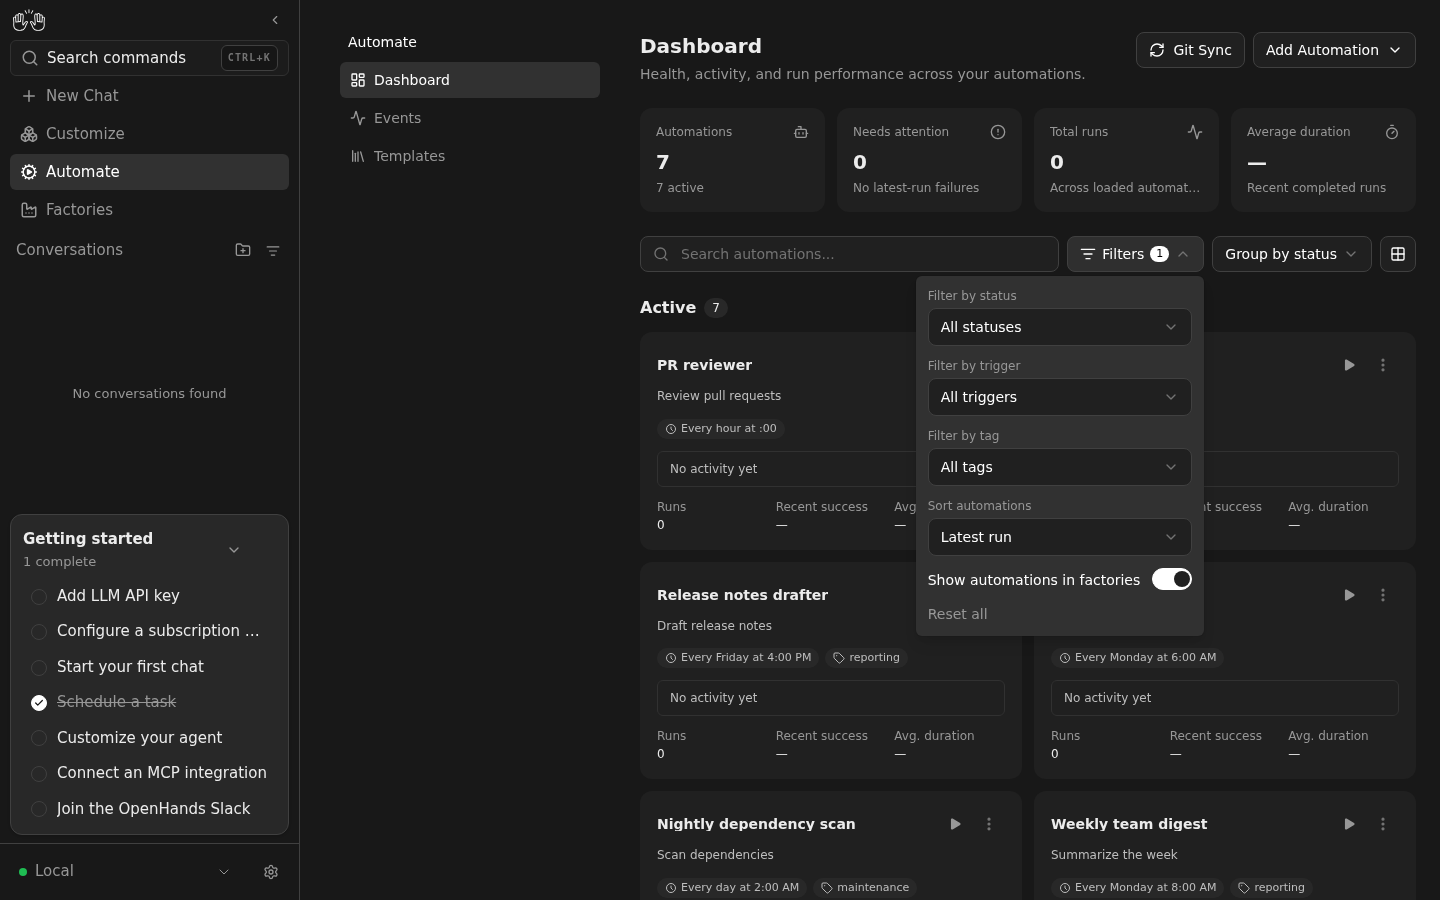 Search commands
CTRL+K
New Chat
Customize
Automate
Factories
Conversations
No conversations found
Getting started
1 complete
Add LLM API key
Configure a subscription ...
Start your first chat
Schedule a task
Customize your agent
Connect an MCP integration
Join the OpenHands Slack
Local
Automate
Dashboard
Events
Templates
Dashboard
Health, activity, and run performance across your automations.
Git Sync
Add Automation
Automations
7
7 active
Needs attention
0
No latest-run failures
Total runs
0
Across loaded automat...
Average duration
—
Recent completed runs
Search automations...
Filters 1
Group by status
Active 7
Filter by status
All statuses
Filter by trigger
All triggers
Filter by tag
All tags
Sort automations
Latest run
Show automations in factories
Reset all
PR reviewer
Review pull requests
Every hour at :00
No activity yet
Runs
0
Recent success
—
Avg
—
success
Avg. duration
—
Release notes drafter
Draft release notes
Every Friday at 4:00 PM
reporting
No activity yet
Runs
0
Recent success
—
Avg. duration
—
Every Monday at 6:00 AM
No activity yet
Runs
0
Recent success
—
Avg. duration
—
Nightly dependency scan
Scan dependencies
Every day at 2:00 AM
maintenance
Weekly team digest
Summarize the week
Every Monday at 8:00 AM
reporting